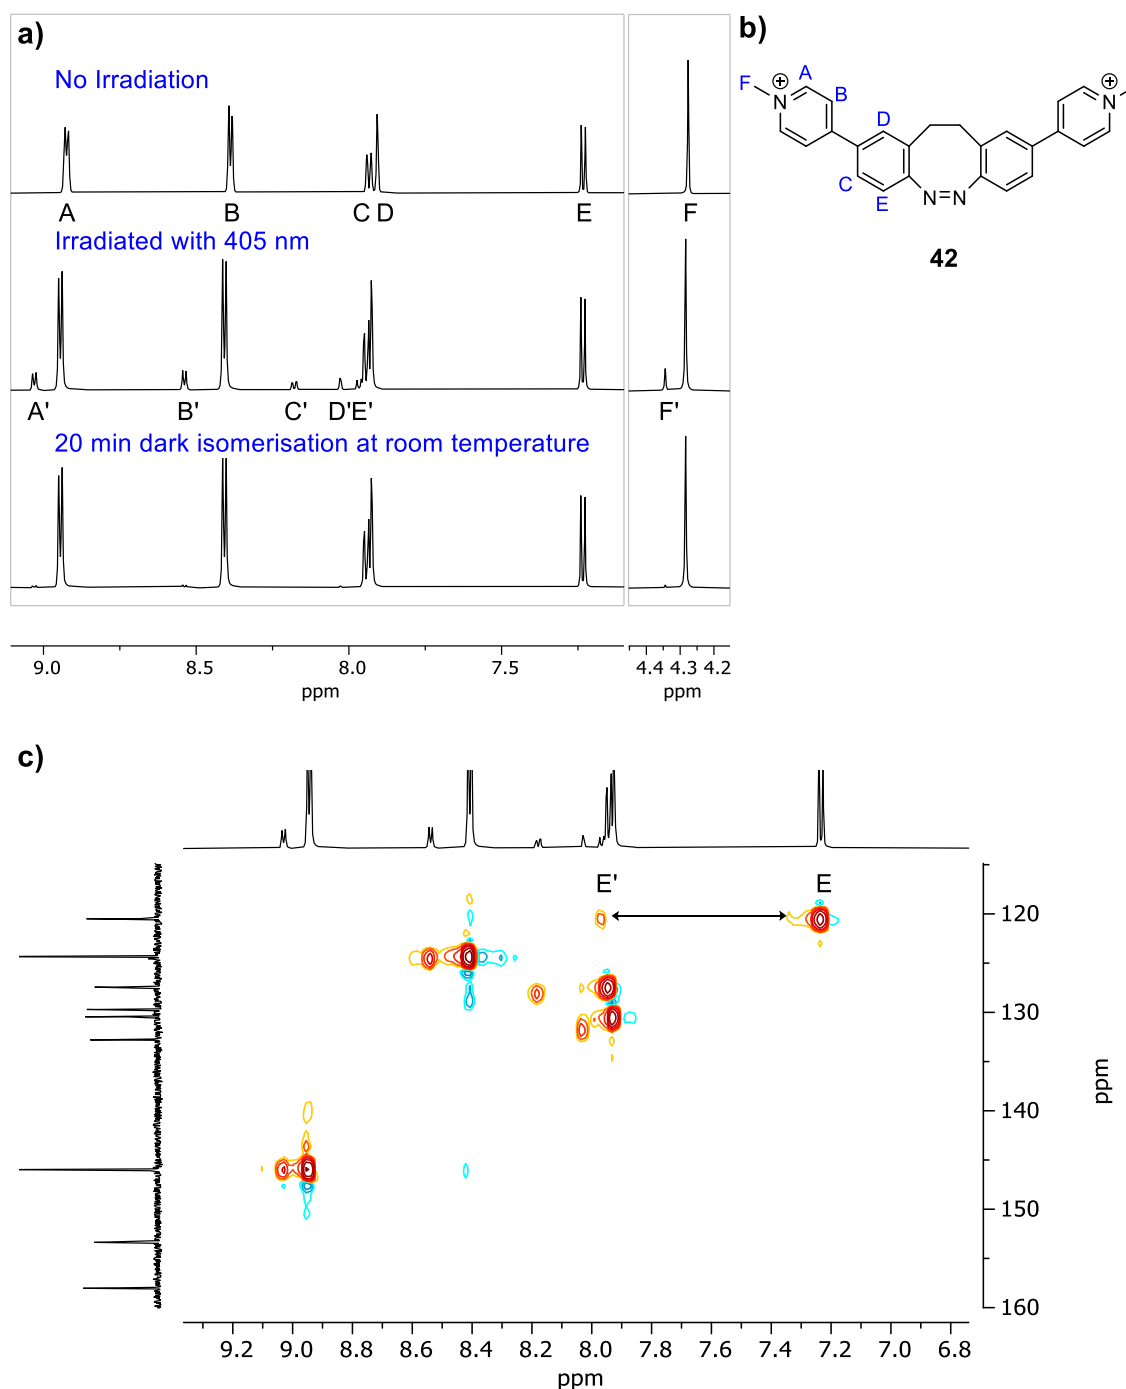 a)
No Irradiation
A B C D E F
Irradiated with 405 nm
A' B' C' D' E' F'
20 min dark isomerisation at room temperature
9.0 8.5 8.0 7.5 4.4 4.3 4.2
ppm ppm
b)
F N + A B + N
D
C
E
N=N
42
c)
E' E
120
130
140
150
160
ppm
9.2 9.0 8.8 8.6 8.4 8.2 8.0 7.8 7.6 7.4 7.2 7.0 6.8
ppm